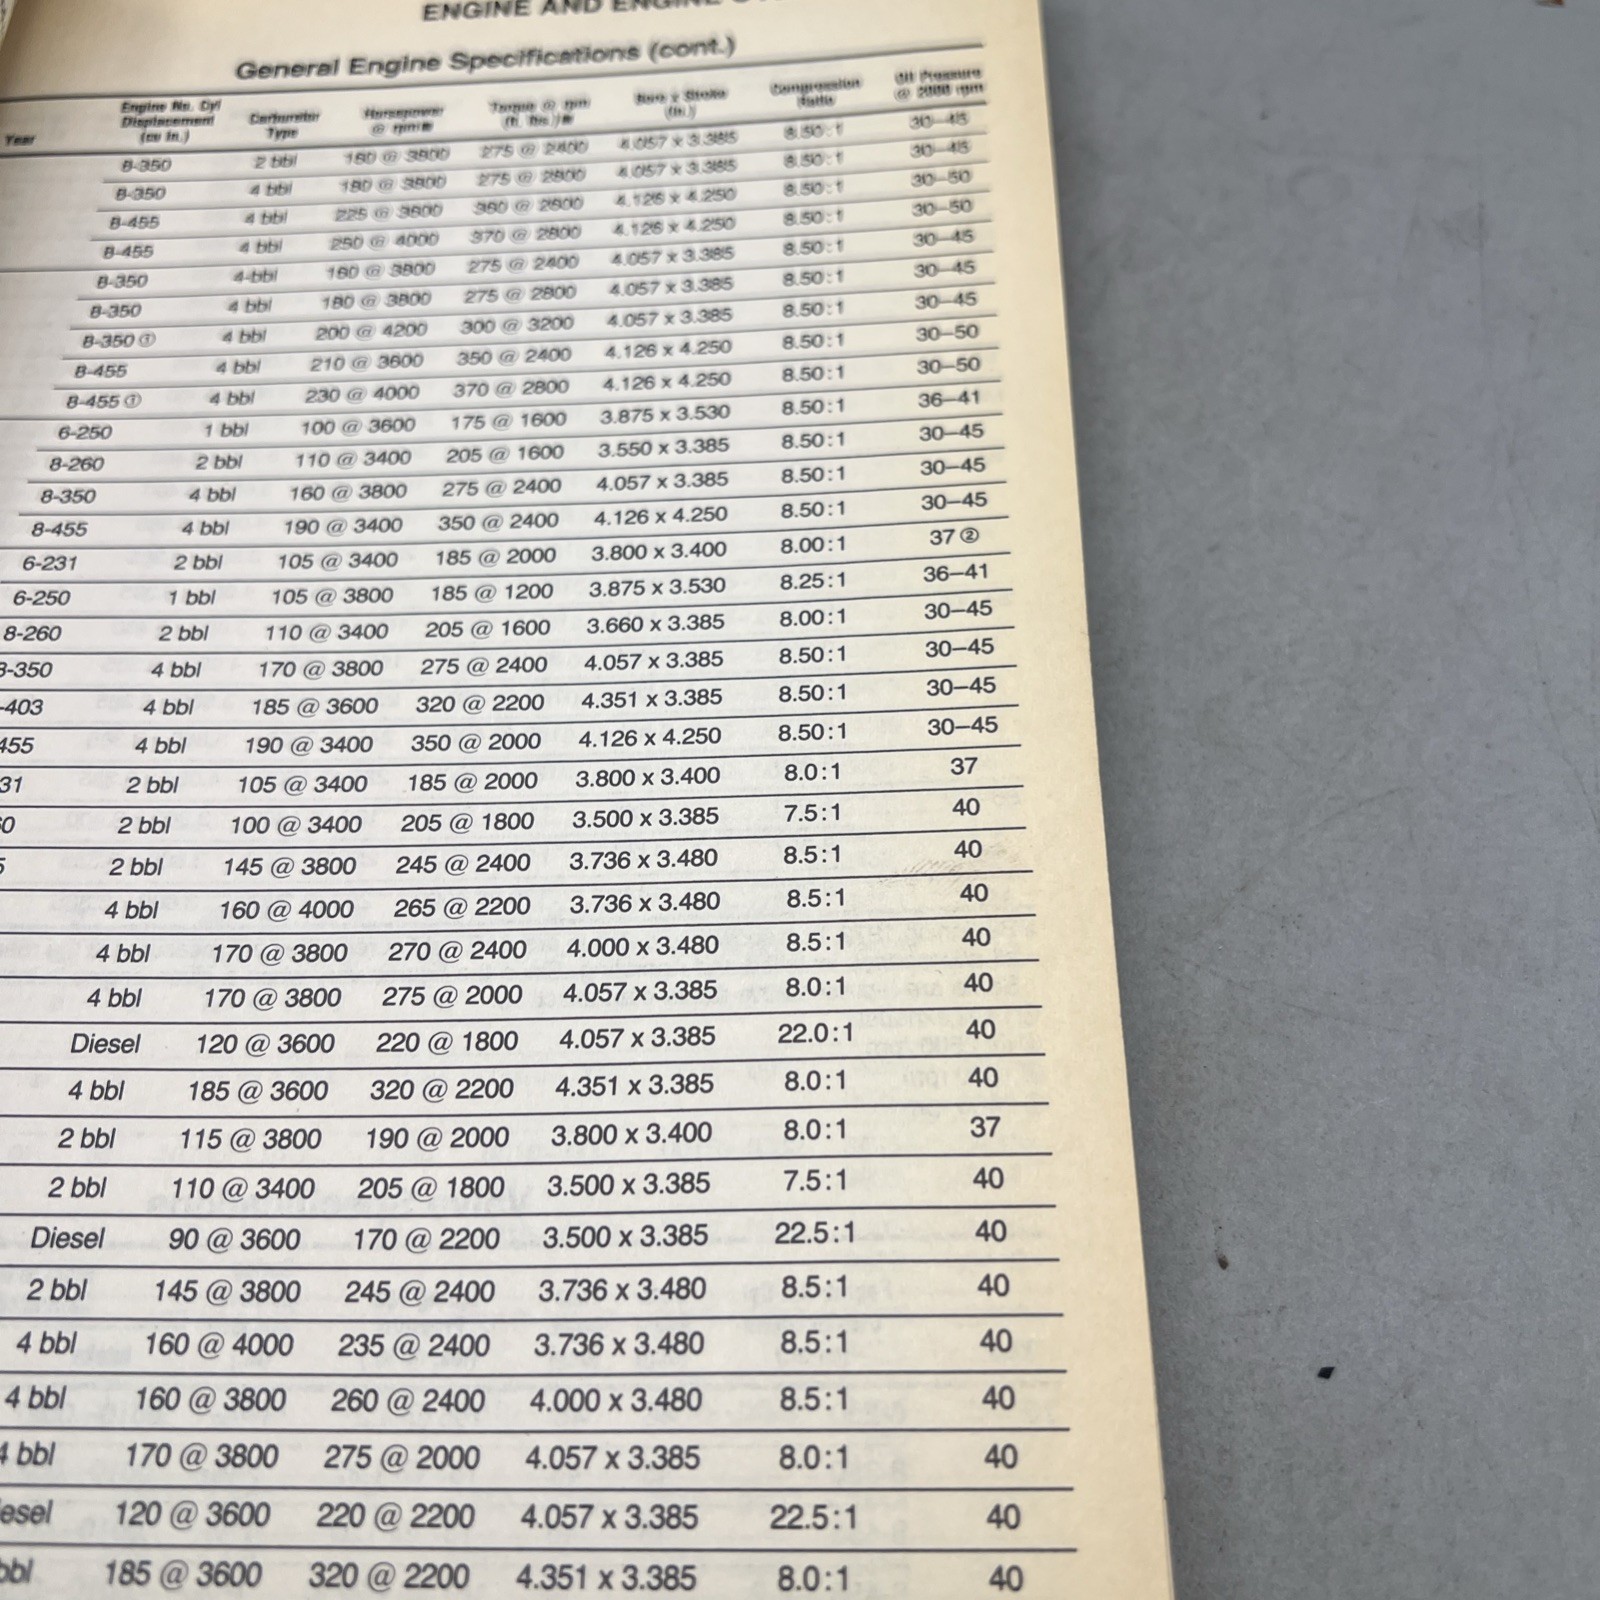 ENGINE AND ENGINE
General Engine Specifications (cont.)
Year Engine No. Cyl Displacement (cu in.) Carburetor Type Horsepower @ rpm■ Torque @ rpm (ft. lbs.)■ Bore x Stroke (in.) Compression Ratio Oil Pressure @ 2000 rpm
8-350 2 bbl 160 @ 3800 275 @ 2400 4.057 x 3.385 8.50:1 30–45
8-350 4 bbl 180 @ 3800 275 @ 2800 4.057 x 3.385 8.50:1 30–45
8-455 4 bbl 225 @ 3600 360 @ 2600 4.126 x 4.250 8.50:1 30–50
8-455 4 bbl 250 @ 4000 370 @ 2800 4.126 x 4.250 8.50:1 30–50
8-350 4-bbl 160 @ 3800 275 @ 2400 4.057 x 3.385 8.50:1 30–45
8-350 4 bbl 180 @ 3800 275 @ 2800 4.057 x 3.385 8.50:1 30–45
8-350 ① 4 bbl 200 @ 4200 300 @ 3200 4.057 x 3.385 8.50:1 30–45
8-455 4 bbl 210 @ 3600 350 @ 2400 4.126 x 4.250 8.50:1 30–50
8-455 ① 4 bbl 230 @ 4000 370 @ 2800 4.126 x 4.250 8.50:1 30–50
6-250 1 bbl 100 @ 3600 175 @ 1600 3.875 x 3.530 8.50:1 36–41
8-260 2 bbl 110 @ 3400 205 @ 1600 3.550 x 3.385 8.50:1 30–45
8-350 4 bbl 160 @ 3800 275 @ 2400 4.057 x 3.385 8.50:1 30–45
8-455 4 bbl 190 @ 3400 350 @ 2400 4.126 x 4.250 8.50:1 30–45
6-231 2 bbl 105 @ 3400 185 @ 2000 3.800 x 3.400 8.00:1 37 ②
6-250 1 bbl 105 @ 3800 185 @ 1200 3.875 x 3.530 8.25:1 36–41
8-260 2 bbl 110 @ 3400 205 @ 1600 3.660 x 3.385 8.00:1 30–45
8-350 4 bbl 170 @ 3800 275 @ 2400 4.057 x 3.385 8.50:1 30–45
-403 4 bbl 185 @ 3600 320 @ 2200 4.351 x 3.385 8.50:1 30–45
455 4 bbl 190 @ 3400 350 @ 2000 4.126 x 4.250 8.50:1 30–45
31 2 bbl 105 @ 3400 185 @ 2000 3.800 x 3.400 8.0:1 37
0 2 bbl 100 @ 3400 205 @ 1800 3.500 x 3.385 7.5:1 40
5 2 bbl 145 @ 3800 245 @ 2400 3.736 x 3.480 8.5:1 40
4 bbl 160 @ 4000 265 @ 2200 3.736 x 3.480 8.5:1 40
4 bbl 170 @ 3800 270 @ 2400 4.000 x 3.480 8.5:1 40
4 bbl 170 @ 3800 275 @ 2000 4.057 x 3.385 8.0:1 40
Diesel 120 @ 3600 220 @ 1800 4.057 x 3.385 22.0:1 40
4 bbl 185 @ 3600 320 @ 2200 4.351 x 3.385 8.0:1 40
2 bbl 115 @ 3800 190 @ 2000 3.800 x 3.400 8.0:1 37
2 bbl 110 @ 3400 205 @ 1800 3.500 x 3.385 7.5:1 40
Diesel 90 @ 3600 170 @ 2200 3.500 x 3.385 22.5:1 40
2 bbl 145 @ 3800 245 @ 2400 3.736 x 3.480 8.5:1 40
4 bbl 160 @ 4000 235 @ 2400 3.736 x 3.480 8.5:1 40
4 bbl 160 @ 3800 260 @ 2400 4.000 x 3.480 8.5:1 40
4 bbl 170 @ 3800 275 @ 2000 4.057 x 3.385 8.0:1 40
esel 120 @ 3600 220 @ 2200 4.057 x 3.385 22.5:1 40
bbl 185 @ 3600 320 @ 2200 4.351 x 3.385 8.0:1 40